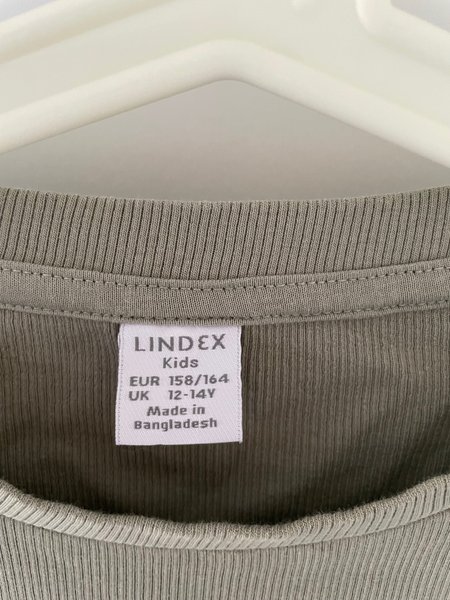 LINDEX
Kids
EUR 158/164
UK 12-14Y
Made in
Bangladesh